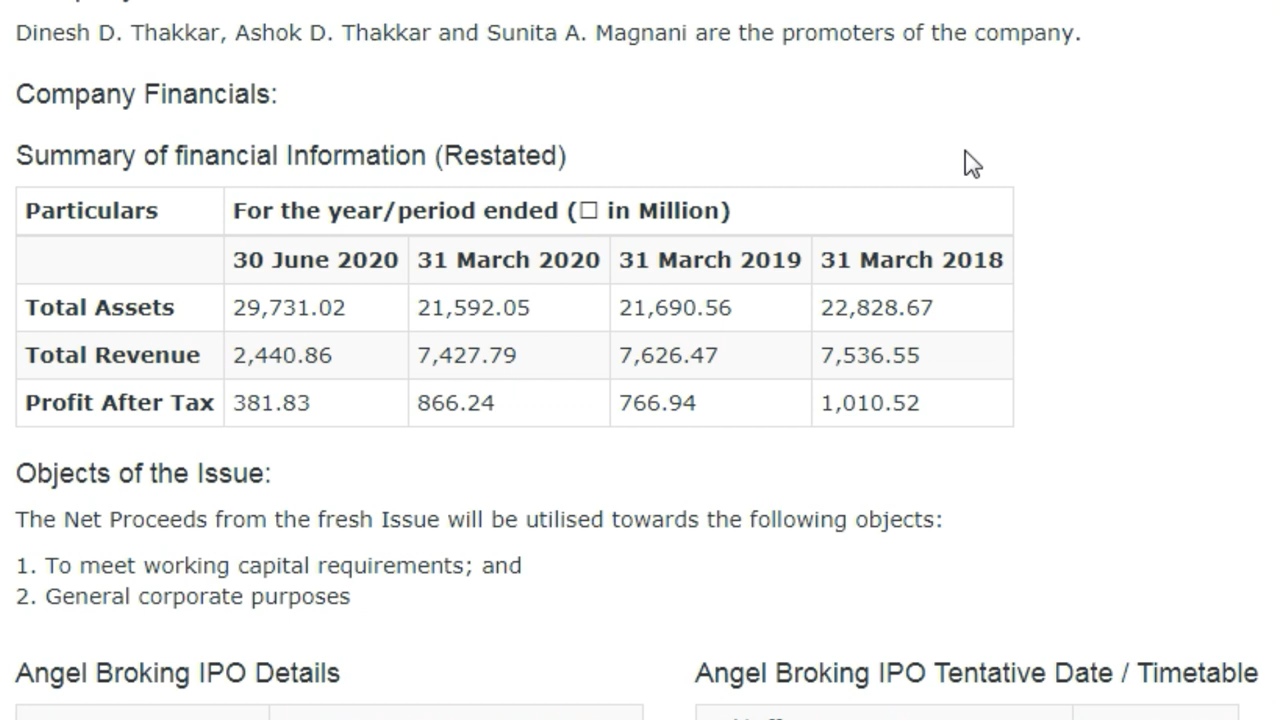 Dinesh D. Thakkar, Ashok D. Thakkar and Sunita A. Magnani are the promoters of the company.
Company Financials:
Summary of financial Information (Restated)
Particulars For the year/period ended (□ in Million)
30 June 2020 31 March 2020 31 March 2019 31 March 2018
Total Assets 29,731.02 21,592.05 21,690.56 22,828.67
Total Revenue 2,440.86 7,427.79 7,626.47 7,536.55
Profit After Tax 381.83 866.24 766.94 1,010.52
Objects of the Issue:
The Net Proceeds from the fresh Issue will be utilised towards the following objects:
1. To meet working capital requirements; and
2. General corporate purposes
Angel Broking IPO Details Angel Broking IPO Tentative Date / Timetable